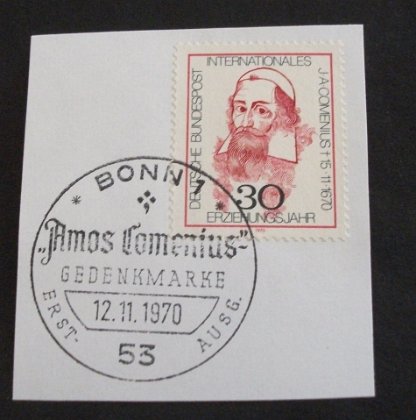 INTERNATIONALES
DEUTSCHE BUNDESPOST
J·A·COMENIUS † 15·11·1670
30
ERZIEHUNGSJAHR
1970
BONN 1
„Amos Comenius"-
GEDENKMARKE
12.11.1970
ERST-
AUSG.
53